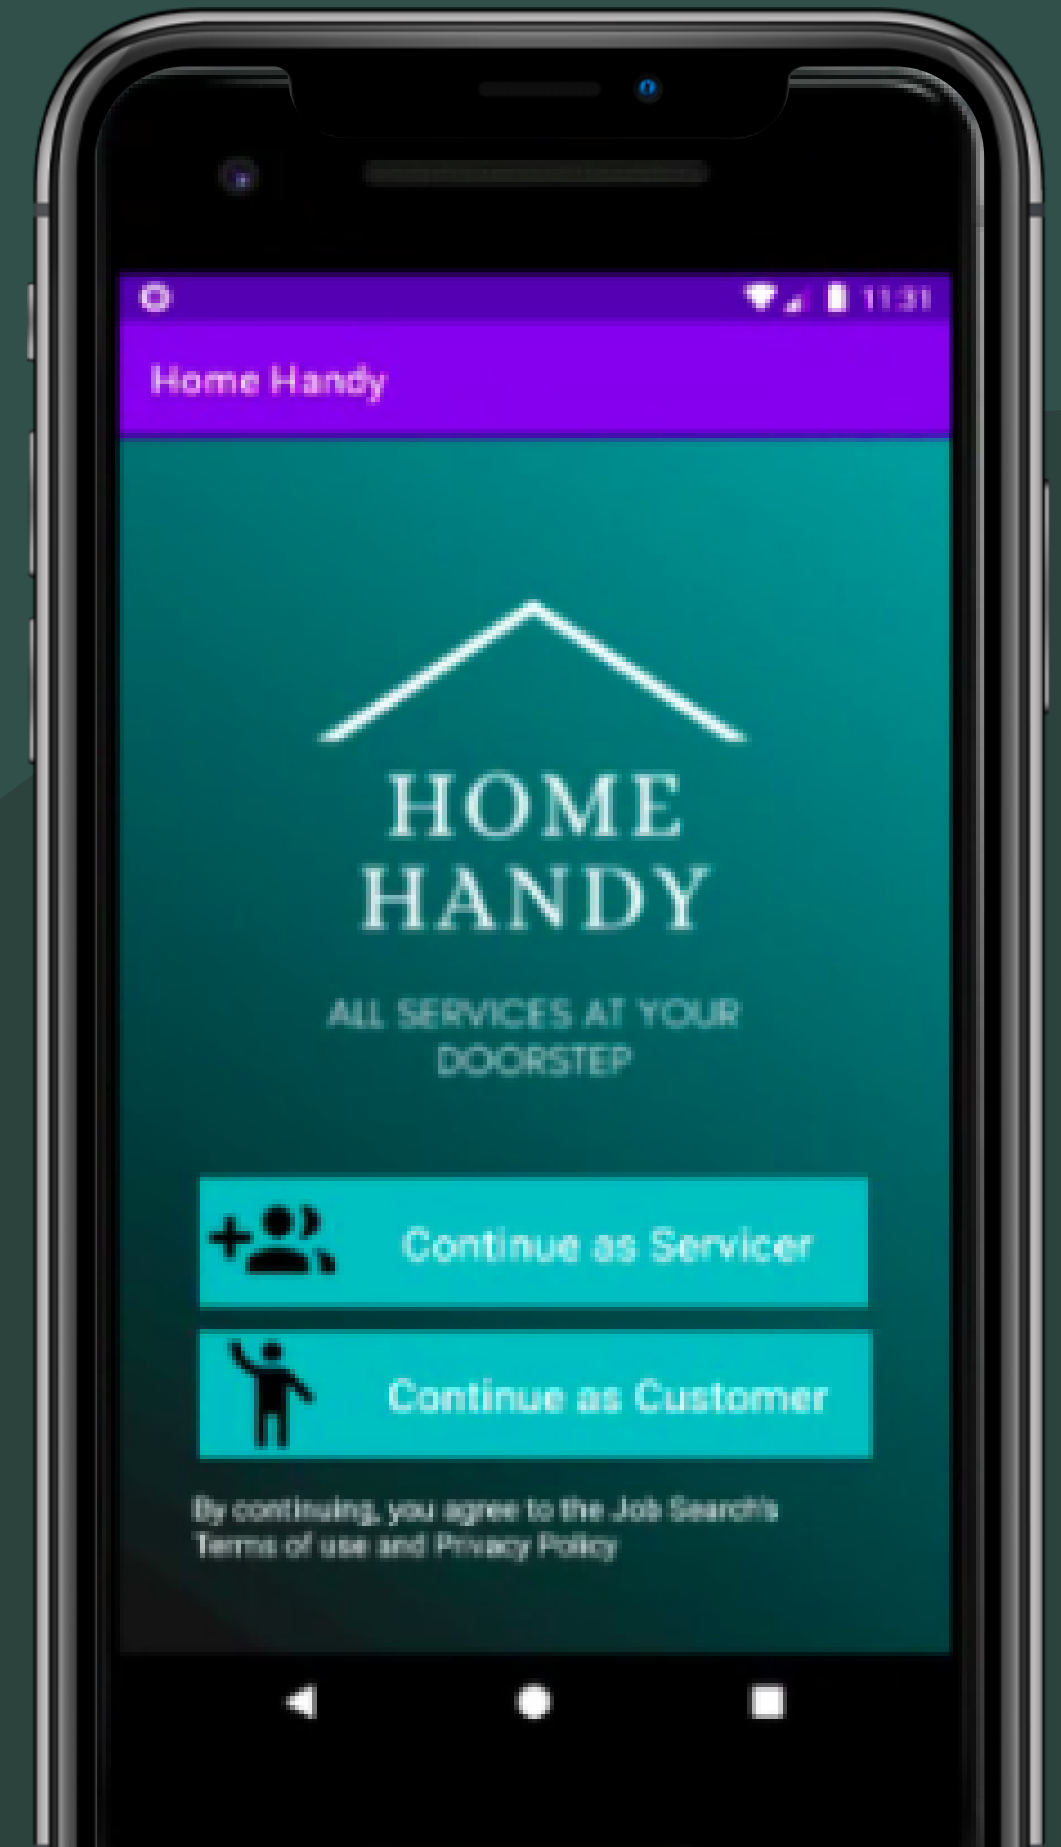 11:31
Home Handy
HOME
HANDY
ALL SERVICES AT YOUR
DOORSTEP
Continue as Servicer
Continue as Customer
By continuing, you agree to the Job Search's
Terms of use and Privacy Policy